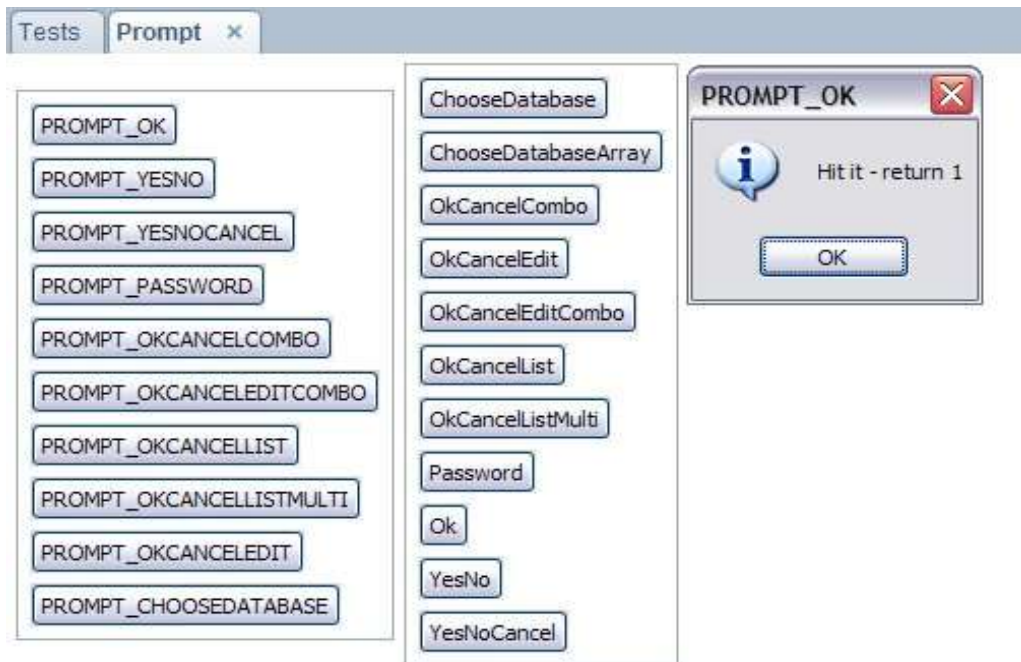 Tests
Prompt ×
PROMPT_OK
PROMPT_YESNO
PROMPT_YESNOCANCEL
PROMPT_PASSWORD
PROMPT_OKCANCELCOMBO
PROMPT_OKCANCELEDITCOMBO
PROMPT_OKCANCELLIST
PROMPT_OKCANCELLISTMULTI
PROMPT_OKCANCELEDIT
PROMPT_CHOOSEDATABASE
ChooseDatabase
ChooseDatabaseArray
OkCancelCombo
OkCancelEdit
OkCancelEditCombo
OkCancelList
OkCancelListMulti
Password
Ok
YesNo
YesNoCancel
PROMPT_OK
Hit it - return 1
OK